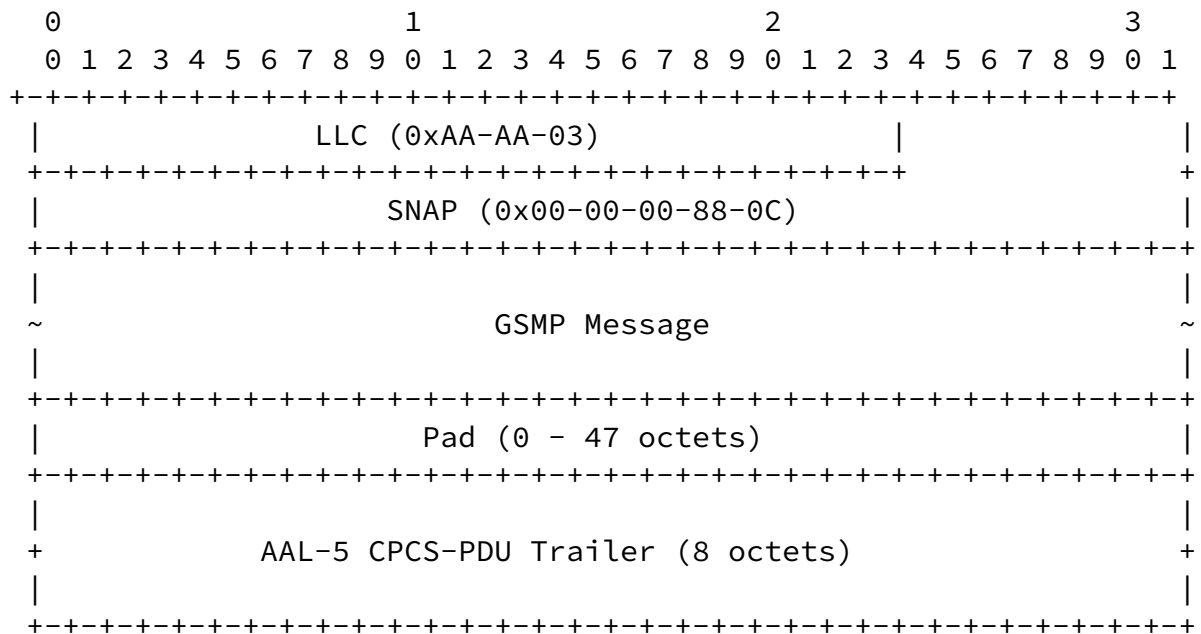 0                   1                   2                   3
 0 1 2 3 4 5 6 7 8 9 0 1 2 3 4 5 6 7 8 9 0 1 2 3 4 5 6 7 8 9 0 1
+-+-+-+-+-+-+-+-+-+-+-+-+-+-+-+-+-+-+-+-+-+-+-+-+-+-+-+-+-+-+-+-+
 |               LLC (0xAA-AA-03)                |               |
 +-+-+-+-+-+-+-+-+-+-+-+-+-+-+-+-+-+-+-+-+-+-+-+-+               +
 |                   SNAP (0x00-00-00-88-0C)                     |
 +-+-+-+-+-+-+-+-+-+-+-+-+-+-+-+-+-+-+-+-+-+-+-+-+-+-+-+-+-+-+-+-+
 |                                                               |
 ~                         GSMP Message                          ~
 |                                                               |
 +-+-+-+-+-+-+-+-+-+-+-+-+-+-+-+-+-+-+-+-+-+-+-+-+-+-+-+-+-+-+-+-+
 |                     Pad (0 - 47 octets)                       |
 +-+-+-+-+-+-+-+-+-+-+-+-+-+-+-+-+-+-+-+-+-+-+-+-+-+-+-+-+-+-+-+-+
 |                                                               |
 +            AAL-5 CPCS-PDU Trailer (8 octets)                  +
 |                                                               |
 +-+-+-+-+-+-+-+-+-+-+-+-+-+-+-+-+-+-+-+-+-+-+-+-+-+-+-+-+-+-+-+-+